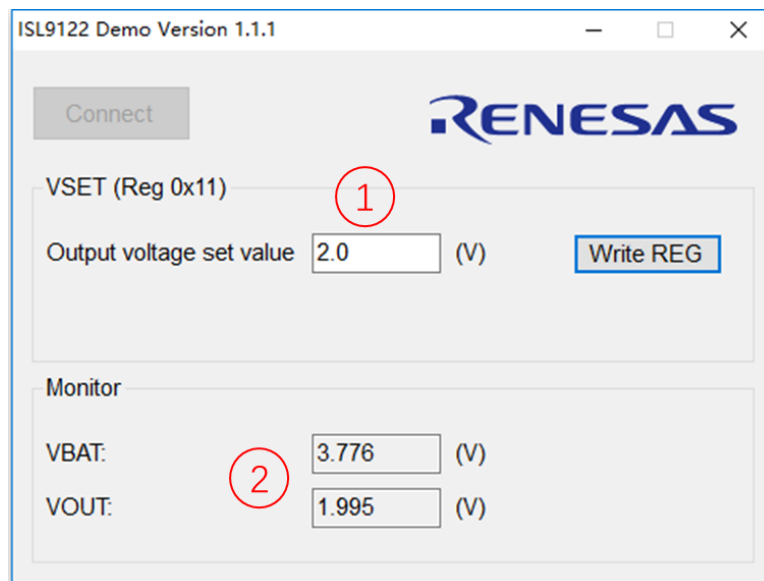 ISL9122 Demo Version 1.1.1
Connect
RENESAS
VSET (Reg 0x11)
1
Output voltage set value 2.0 (V) Write REG
Monitor
VBAT: 3.776 (V)
2
VOUT: 1.995 (V)